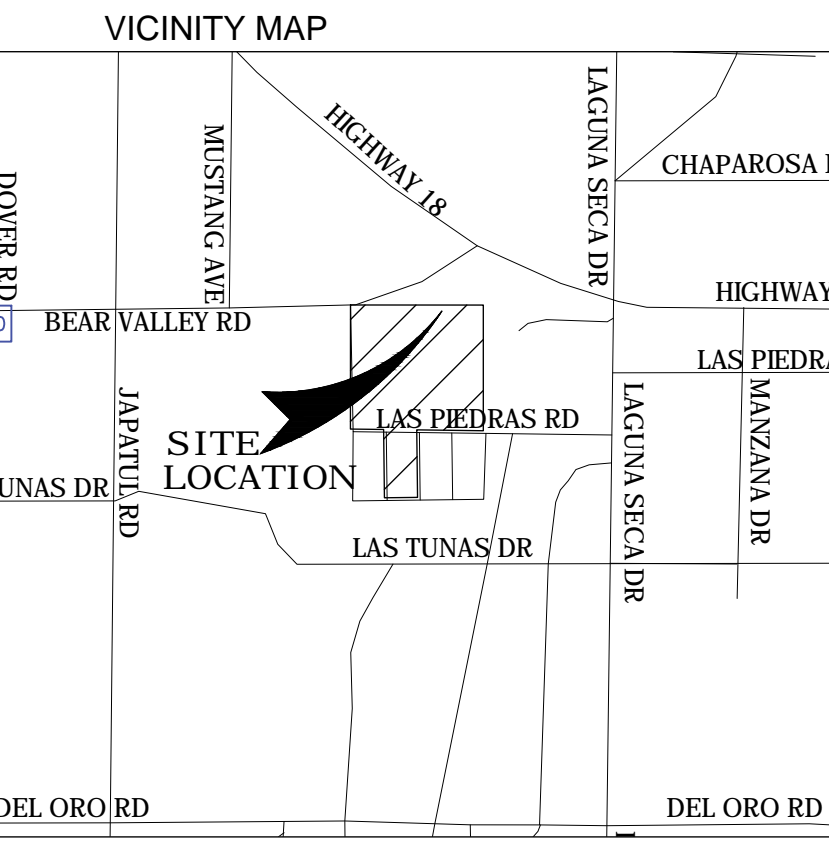 VICINITY MAP
DOVER RD
MUSTANG AVE
HIGHWAY 18
LAGUNA SECA DR
CHAPAROSA
BEAR VALLEY RD
HIGHWAY
JAPATUL RD
LAS PIEDRAS RD
LAS PIEDRA
SITE
LOCATION
LAGUNA SECA DR
MANZANA DR
UNAS DR
LAS TUNAS DR
DEL ORO RD
DEL ORO RD